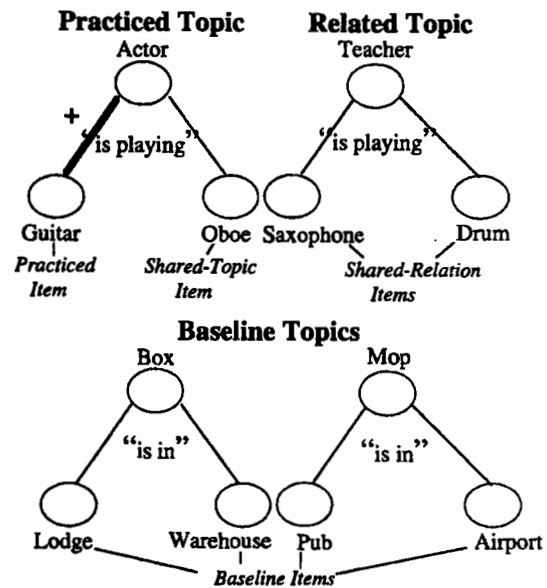 Practiced Topic Related Topic
Actor Teacher
+
"is playing" "is playing"
Guitar Oboe Saxophone Drum
Practiced Shared-Topic Shared-Relation
Item Item Items
Baseline Topics
Box Mop
"is in" "is in"
Lodge Warehouse Pub Airport
Baseline Items